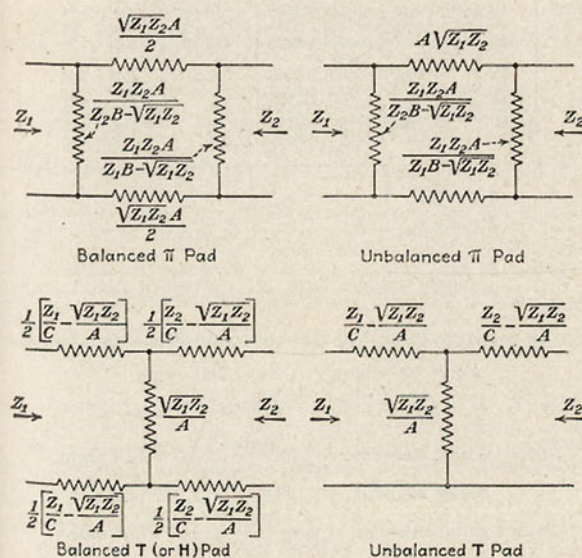 √Z₁Z₂A/2
A√Z₁Z₂
Z₁
Z₁Z₂A/Z₂B-√Z₁Z₂
Z₁Z₂A/Z₁B-√Z₁Z₂
Z₂
Z₁
Z₁Z₂A/Z₂B-√Z₁Z₂
Z₁Z₂A/Z₁B-√Z₁Z₂
Z₂
√Z₁Z₂A/2
Balanced π Pad
Unbalanced π Pad
1/2[Z₁/C-√Z₁Z₂/A]
1/2[Z₂/C-√Z₁Z₂/A]
Z₁/C-√Z₁Z₂/A
Z₂/C-√Z₁Z₂/A
Z₁
√Z₁Z₂/A
Z₂
Z₁
√Z₁Z₂/A
Z₂
1/2[Z₁/C-√Z₁Z₂/A]
1/2[Z₂/C-√Z₁Z₂/A]
Balanced T (or H) Pad
Unbalanced T Pad